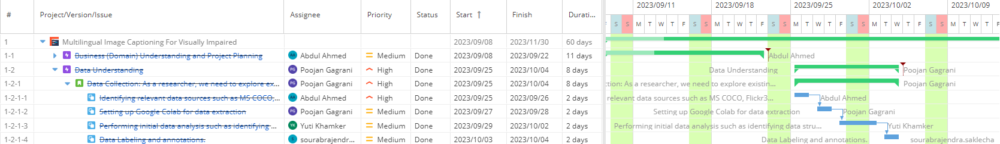 2023/09/11 2023/09/18 2023/09/25 2023/10/02 2023/10/09
# Project/Version/Issue Assignee Priority Status Start ↑ Finish Durati...
S S M T W T F S S M T W T F S S M T W T F S S M T W T F S S M T W T F
1 Multilingual Image Captioning For Visually Impaired 2023/09/08 2023/11/30 60 days
1-1 Business (Domain) Understanding and Project Planning AA Abdul Ahmed Medium Done 2023/09/08 2023/09/22 11 days Abdul Ahmed
1-2 Data Understanding PG Poojan Gagrani High Done 2023/09/25 2023/10/04 8 days Data Understanding Poojan Gagrani
1-2-1 Data Collection: As a researcher, we need to explore ex... PG Poojan Gagrani High Done 2023/09/25 2023/10/04 8 days ction: As a researcher, we need to explore existin... Poojan Gagrani
1-2-1-1 Identifying relevant data sources such as MS COCO,... AA Abdul Ahmed High Done 2023/09/25 2023/09/26 2 days relevant data sources such as MS COCO, Flickr3... Abdul Ahmed
1-2-1-2 Setting up Google Colab for data extraction PG Poojan Gagrani Medium Done 2023/09/27 2023/09/28 2 days Setting up Google Colab for data extraction Poojan Gagrani
1-2-1-3 Performing initial data analysis such as identifying ... YK Yuti Khamker Medium Done 2023/09/29 2023/10/02 2 days Performing initial data analysis such as identifying data stru... Yuti Khamker
1-2-1-4 Data Labeling and annotations. S sourabrajendr... Medium Done 2023/10/03 2023/10/04 2 days Data Labeling and annotations. sourabrajendra.saklecha